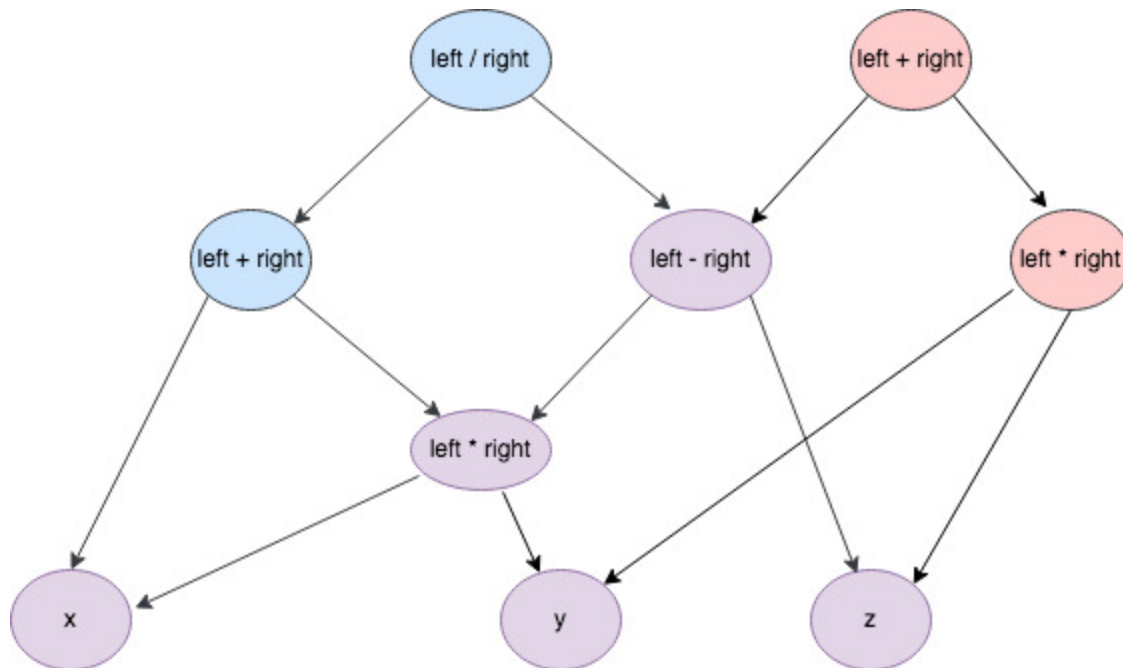 left / right
left + right
left + right
left - right
left * right
left * right
x
y
z